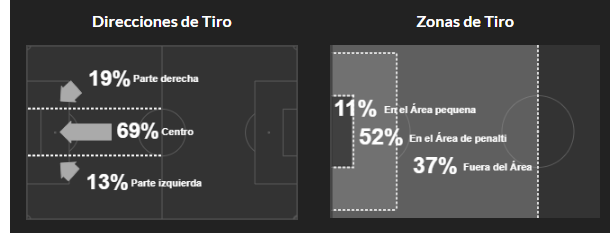 Direcciones de Tiro
19% Parte derecha
69% Centro
13% Parte izquierda
Zonas de Tiro
11% En el Área pequena
52% En el Área de penalti
37% Fuera del Área